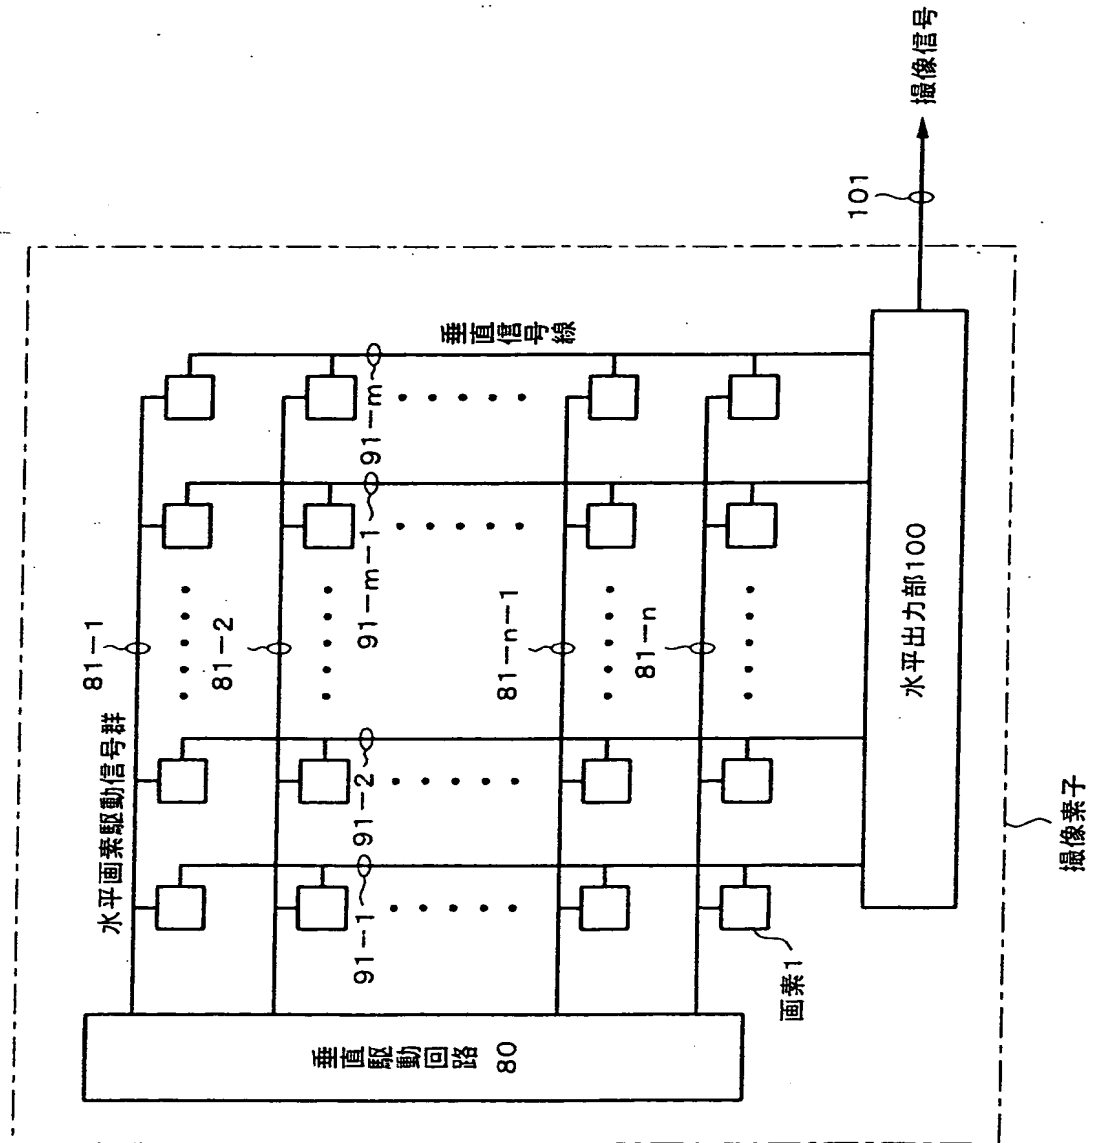 水平画素駆動信号群
81-1
81-2
81-n-1
81-n
91-1
91-2
91-m-1
91-m
垂直信号線
垂直駆動回路 80
画素1
水平出力部100
101
撮像信号
撮像素子